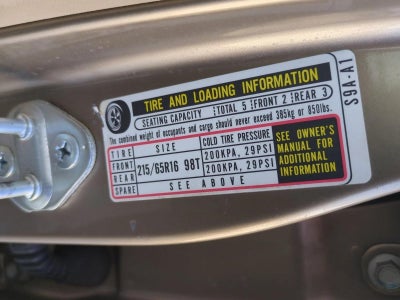 TIRE AND LOADING INFORMATION
SEATING CAPACITY TOTAL 5 FRONT 2 REAR 3
The combined weight of occupants and cargo should never exceed 385kg or 850lbs.
TIRE SIZE COLD TIRE PRESSURE
FRONT 215/65R16 98T 200KPA, 29PSI
REAR 200KPA, 29PSI
SPARE SEE ABOVE
SEE OWNER'S
MANUAL FOR
ADDITIONAL
INFORMATION
S9A-A1